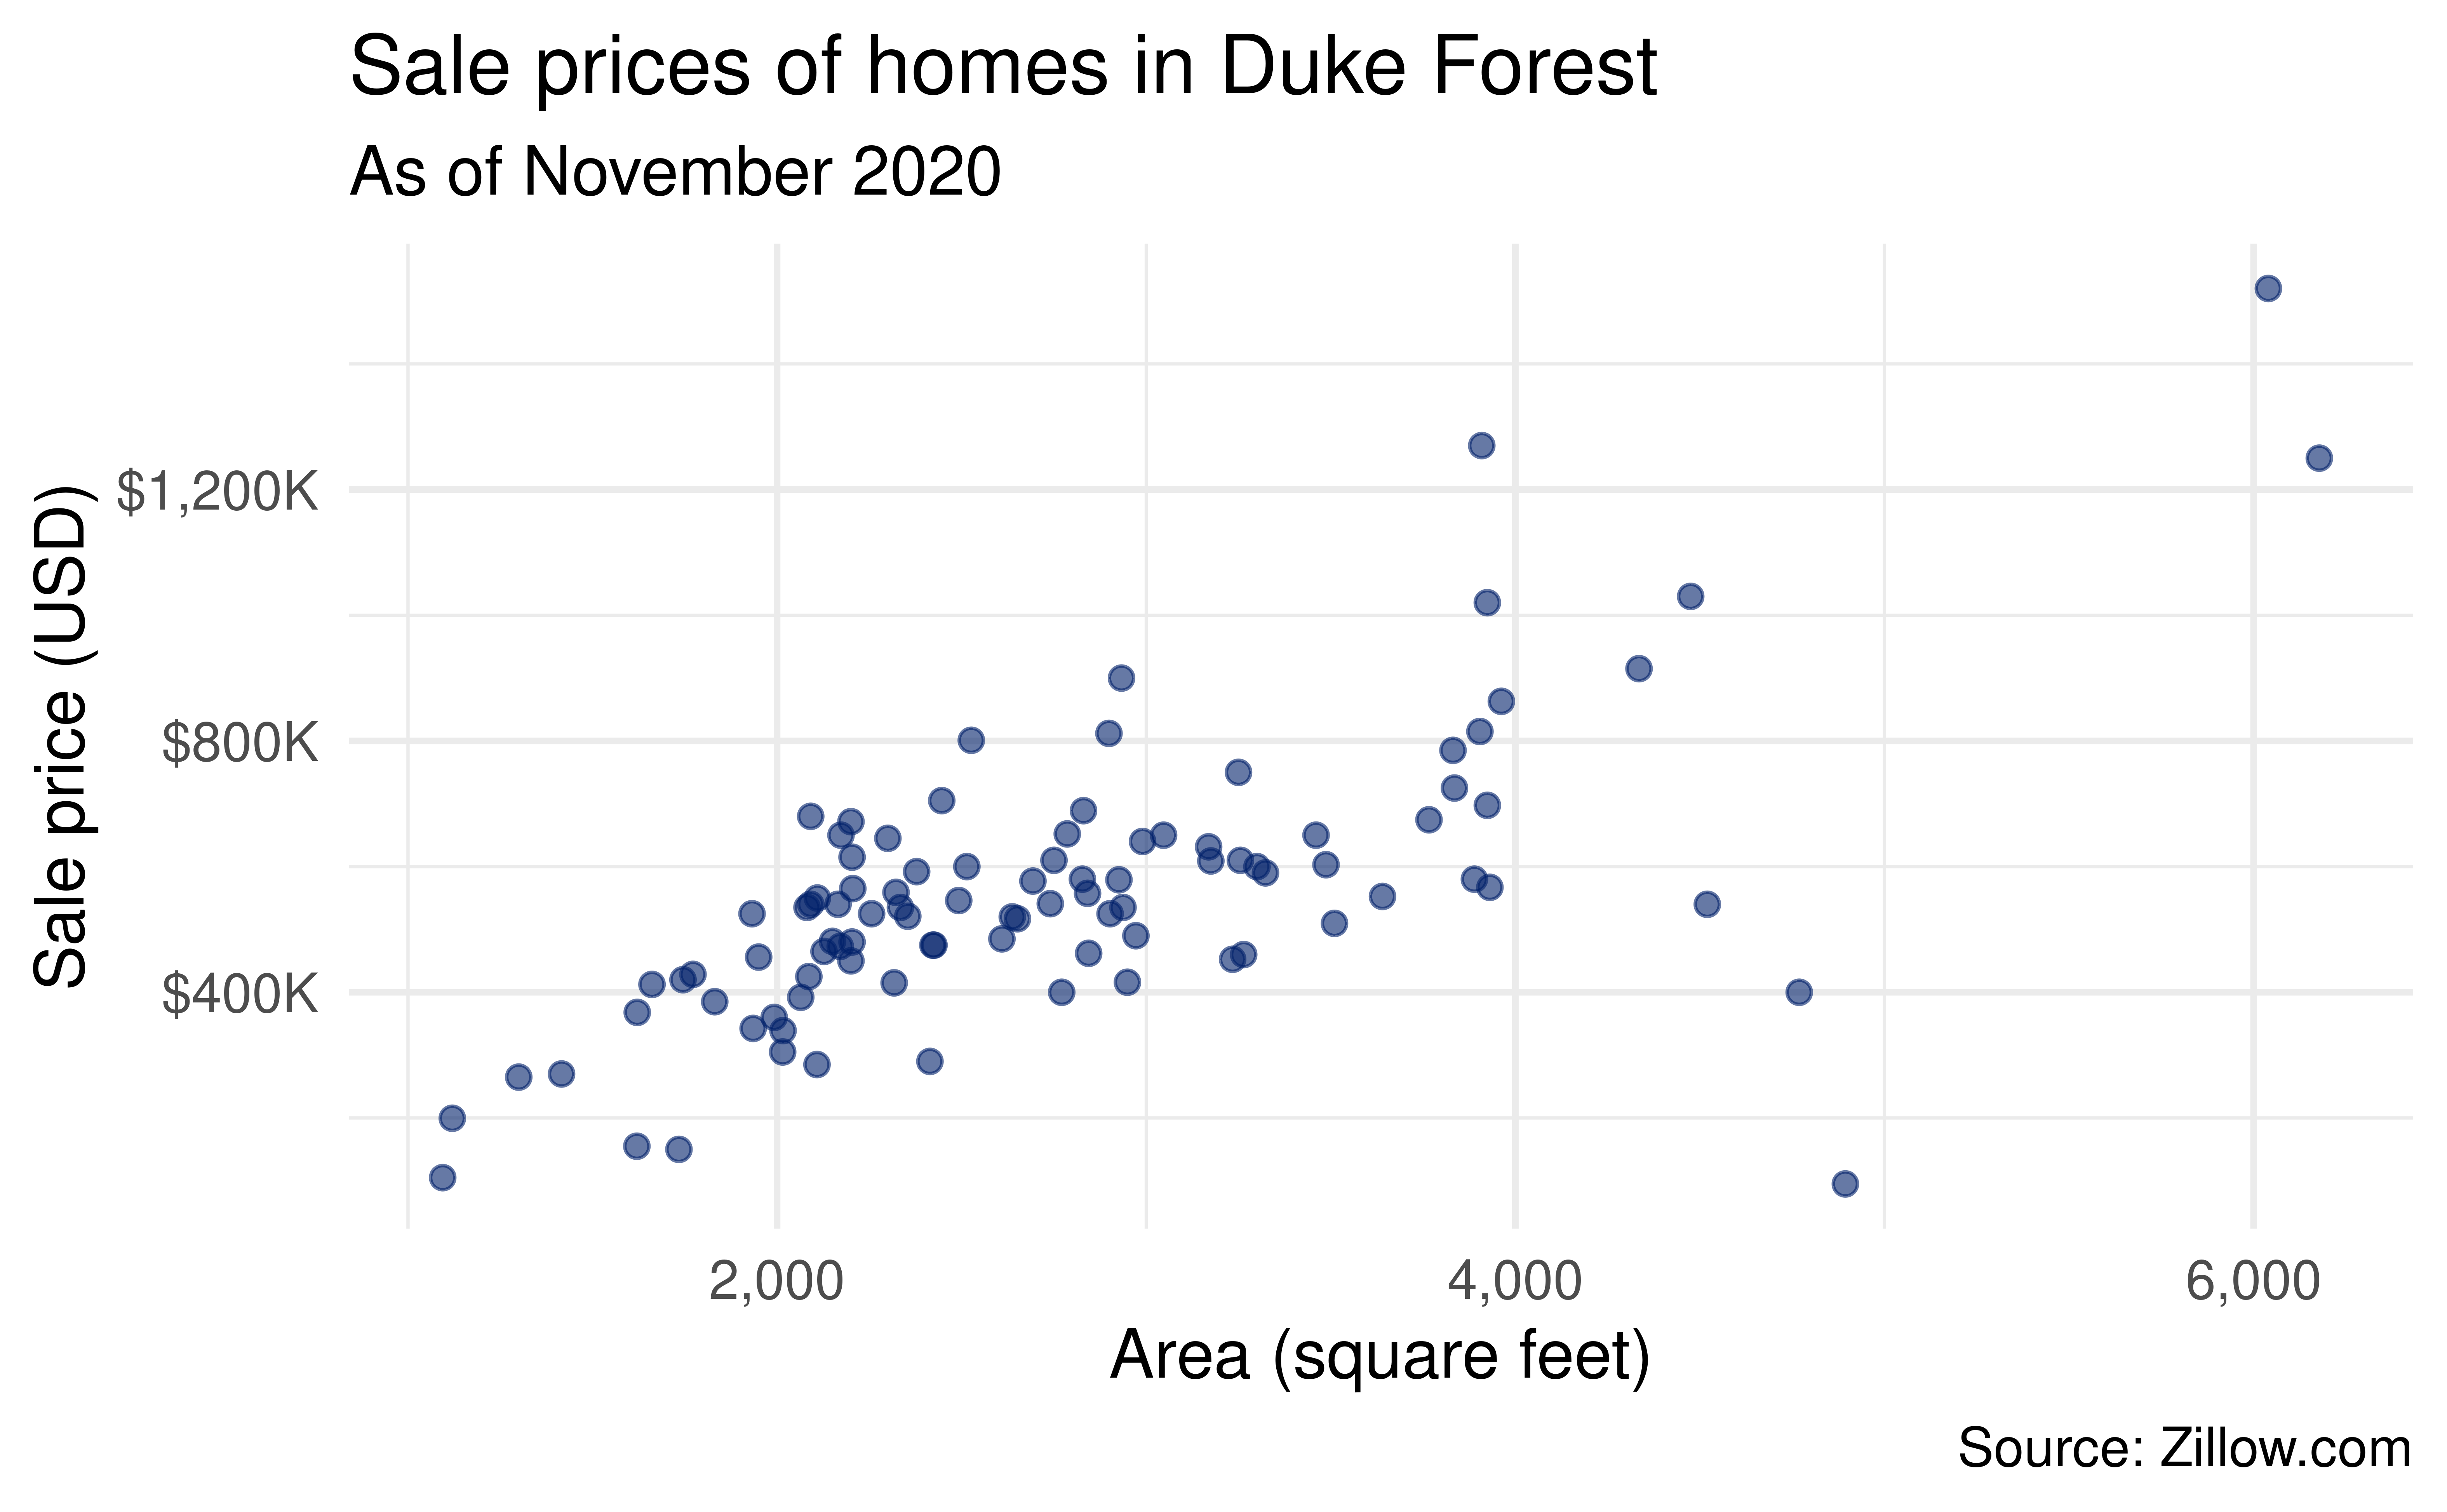 Sale prices of homes in Duke Forest
As of November 2020
Sale price (USD)
$1,200K
$800K
$400K
2,000
4,000
6,000
Area (square feet)
Source: Zillow.com